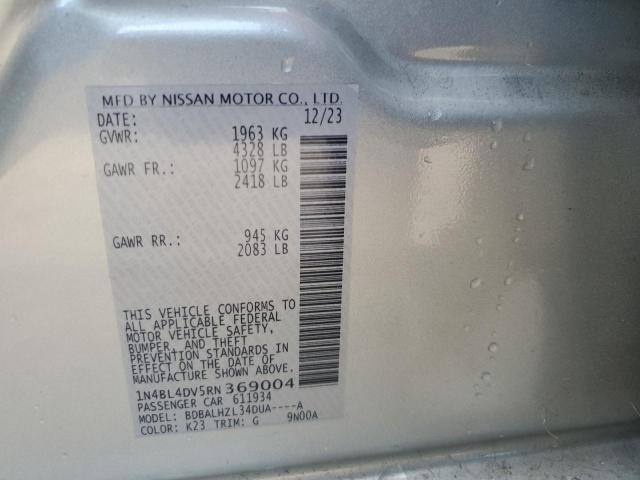 MFD BY NISSAN MOTOR CO., LTD.
DATE: 12/23
GVWR: 1963 KG
4328 LB
GAWR FR.: 1097 KG
2418 LB
GAWR RR.: 945 KG
2083 LB
THIS VEHICLE CONFORMS TO
ALL APPLICABLE FEDERAL
MOTOR VEHICLE SAFETY,
BUMPER, AND THEFT
PREVENTION STANDARDS IN
EFFECT ON THE DATE OF
MANUFACTURE SHOWN ABOVE.
1N4BL4DV5RN369004
PASSENGER CAR 611934
MODEL: BDBALHZL34DUA----A
COLOR: K23 TRIM: G 9N00A